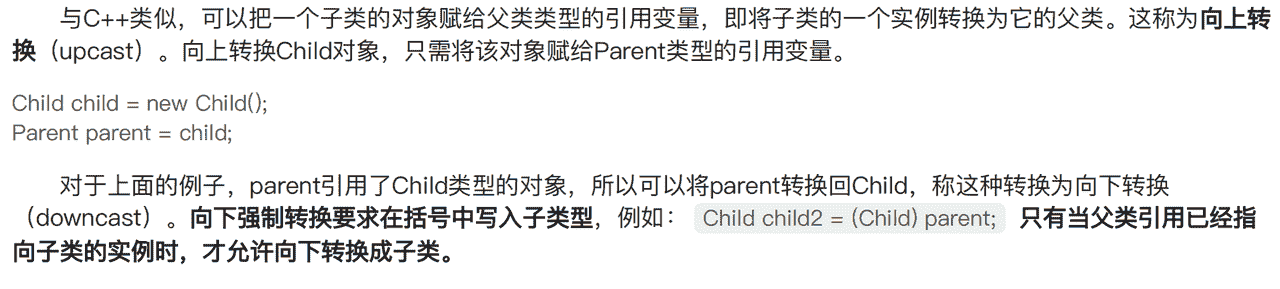 与C++类似，可以把一个子类的对象赋给父类类型的引用变量，即将子类的一个实例转换为它的父类。这称为向上转
换（upcast）。向上转换Child对象，只需将该对象赋给Parent类型的引用变量。
Child child = new Child();
Parent parent = child;
对于上面的例子，parent引用了Child类型的对象，所以可以将parent转换回Child，称这种转换为向下转换
（downcast）。向下强制转换要求在括号中写入子类型，例如： Child child2 = (Child) parent; 只有当父类引用已经指
向子类的实例时，才允许向下转换成子类。